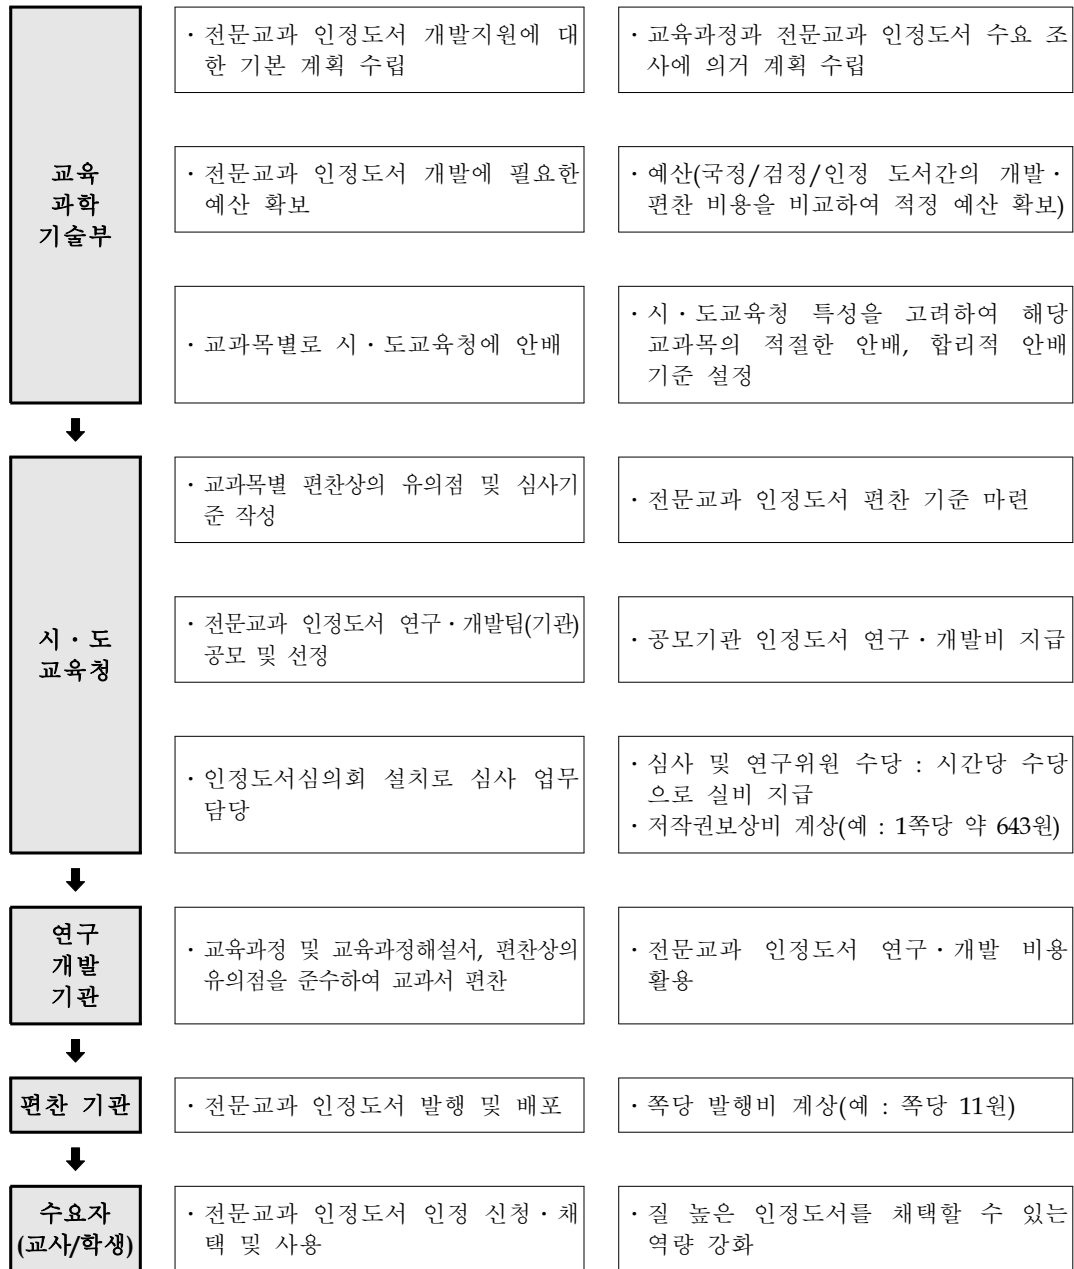 교육
과학
기술부
· 전문교과 인정도서 개발지원에 대
한 기본 계획 수립
· 교육과정과 전문교과 인정도서 수요 조
사에 의거 계획 수립
· 전문교과 인정도서 개발에 필요한
예산 확보
· 예산(국정/검정/인정 도서간의 개발·
편찬 비용을 비교하여 적정 예산 확보)
· 교과목별로 시·도교육청에 안배
· 시·도교육청 특성을 고려하여 해당
교과목의 적절한 안배, 합리적 안배
기준 설정
시·도
교육청
· 교과목별 편찬상의 유의점 및 심사기
준 작성
· 전문교과 인정도서 편찬 기준 마련
· 전문교과 인정도서 연구·개발팀(기관)
공모 및 선정
· 공모기관 인정도서 연구·개발비 지급
· 인정도서심의회 설치로 심사 업무
담당
· 심사 및 연구위원 수당 : 시간당 수당
으로 실비 지급
· 저작권보상비 계상(예 : 1쪽당 약 643원)
연구
개발
기관
· 교육과정 및 교육과정해설서, 편찬상의
유의점을 준수하여 교과서 편찬
· 전문교과 인정도서 연구·개발 비용
활용
편찬 기관
· 전문교과 인정도서 발행 및 배포
· 쪽당 발행비 계상(예 : 쪽당 11원)
수요자
(교사/학생)
· 전문교과 인정도서 인정 신청·채
택 및 사용
· 질 높은 인정도서를 채택할 수 있는
역량 강화